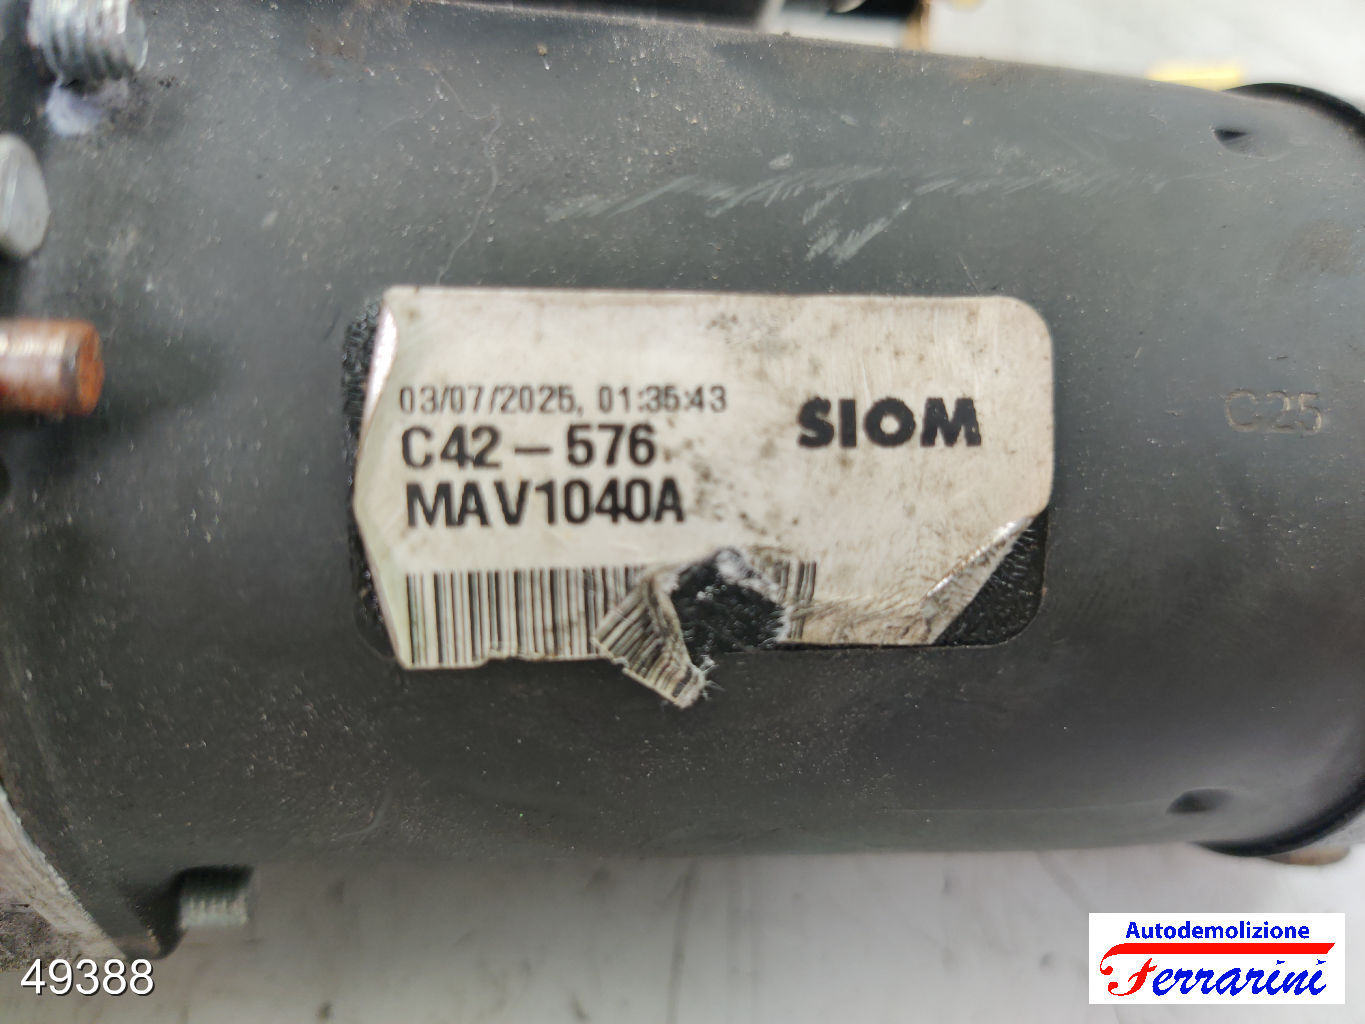 03/07/2025, 01:35:43
C42-576
MAV1040A
SIOM
C25
49388
Autodemolizione
Ferrarini